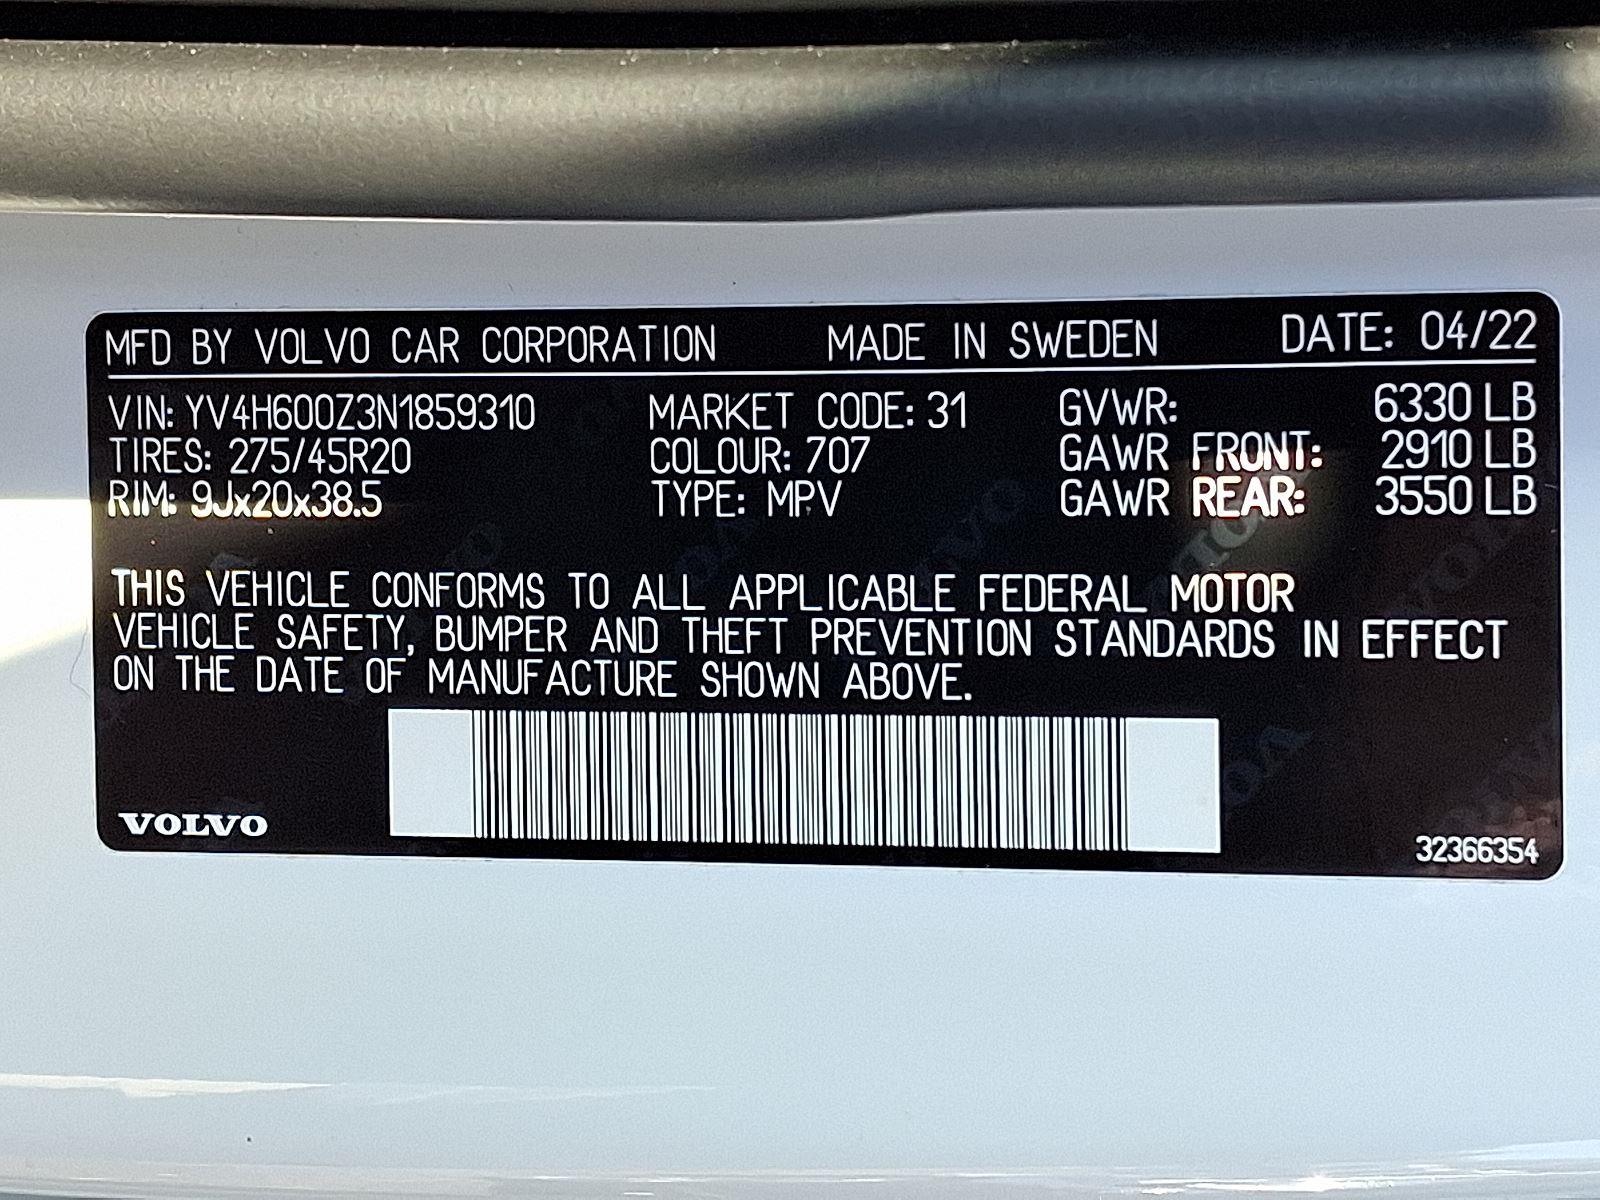 MFD BY VOLVO CAR CORPORATION MADE IN SWEDEN DATE: 04/22
VIN: YV4H600Z3N1859310 MARKET CODE: 31 GVWR: 6330 LB
TIRES: 275/45R20 COLOUR: 707 GAWR FRONT: 2910 LB
RIM: 9Jx20x38.5 TYPE: MPV GAWR REAR: 3550 LB
THIS VEHICLE CONFORMS TO ALL APPLICABLE FEDERAL MOTOR
VEHICLE SAFETY, BUMPER AND THEFT PREVENTION STANDARDS IN EFFECT
ON THE DATE OF MANUFACTURE SHOWN ABOVE.
VOLVO
32366354